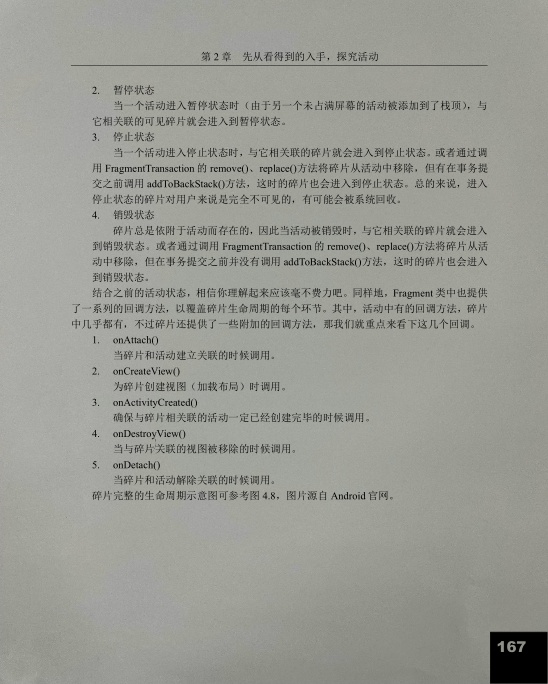 第 2 章 先从看得到的入手，探究活动
2. 暂停状态
当一个活动进入暂停状态时（由于另一个未占满屏幕的活动被添加到了栈顶），与
它相关联的可见碎片就会进入到暂停状态。
3. 停止状态
当一个活动进入停止状态时，与它相关联的碎片就会进入到停止状态。或者通过调
用 FragmentTransaction 的 remove()、replace()方法将碎片从活动中移除，但有在事务提
交之前调用 addToBackStack()方法，这时的碎片也会进入到停止状态。总的来说，进入
停止状态的碎片对用户来说是完全不可见的，有可能会被系统回收。
4. 销毁状态
碎片总是依附于活动而存在的，因此当活动被销毁时，与它相关联的碎片就会进入
到销毁状态。或者通过调用 FragmentTransaction 的 remove()、replace()方法将碎片从活
动中移除，但在事务提交之前并没有调用 addToBackStack()方法，这时的碎片也会进入
到销毁状态。
结合之前的活动状态，相信你理解起来应该毫不费力吧。同样地，Fragment 类中也提供
了一系列的回调方法，以覆盖碎片生命周期的每个环节。其中，活动中有的回调方法，碎片
中几乎都有，不过碎片还提供了一些附加的回调方法，那我们就重点来看下这几个回调。
1. onAttach()
当碎片和活动建立关联的时候调用。
2. onCreateView()
为碎片创建视图（加载布局）时调用。
3. onActivityCreated()
确保与碎片相关联的活动一定已经创建完毕的时候调用。
4. onDestroyView()
当与碎片关联的视图被移除的时候调用。
5. onDetach()
当碎片和活动解除关联的时候调用。
碎片完整的生命周期示意图可参考图 4.8，图片源自 Android 官网。
167